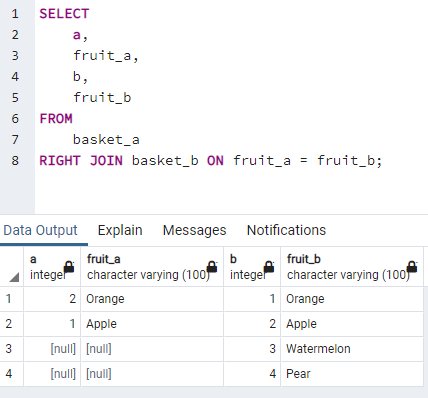 1 SELECT
2 a,
3 fruit_a,
4 b,
5 fruit_b
6 FROM
7 basket_a
8 RIGHT JOIN basket_b ON fruit_a = fruit_b;
Data Output Explain Messages Notifications
a fruit_a b fruit_b
integer character varying (100) integer character varying (100)
1 2 Orange 1 Orange
2 1 Apple 2 Apple
3 [null] [null] 3 Watermelon
4 [null] [null] 4 Pear